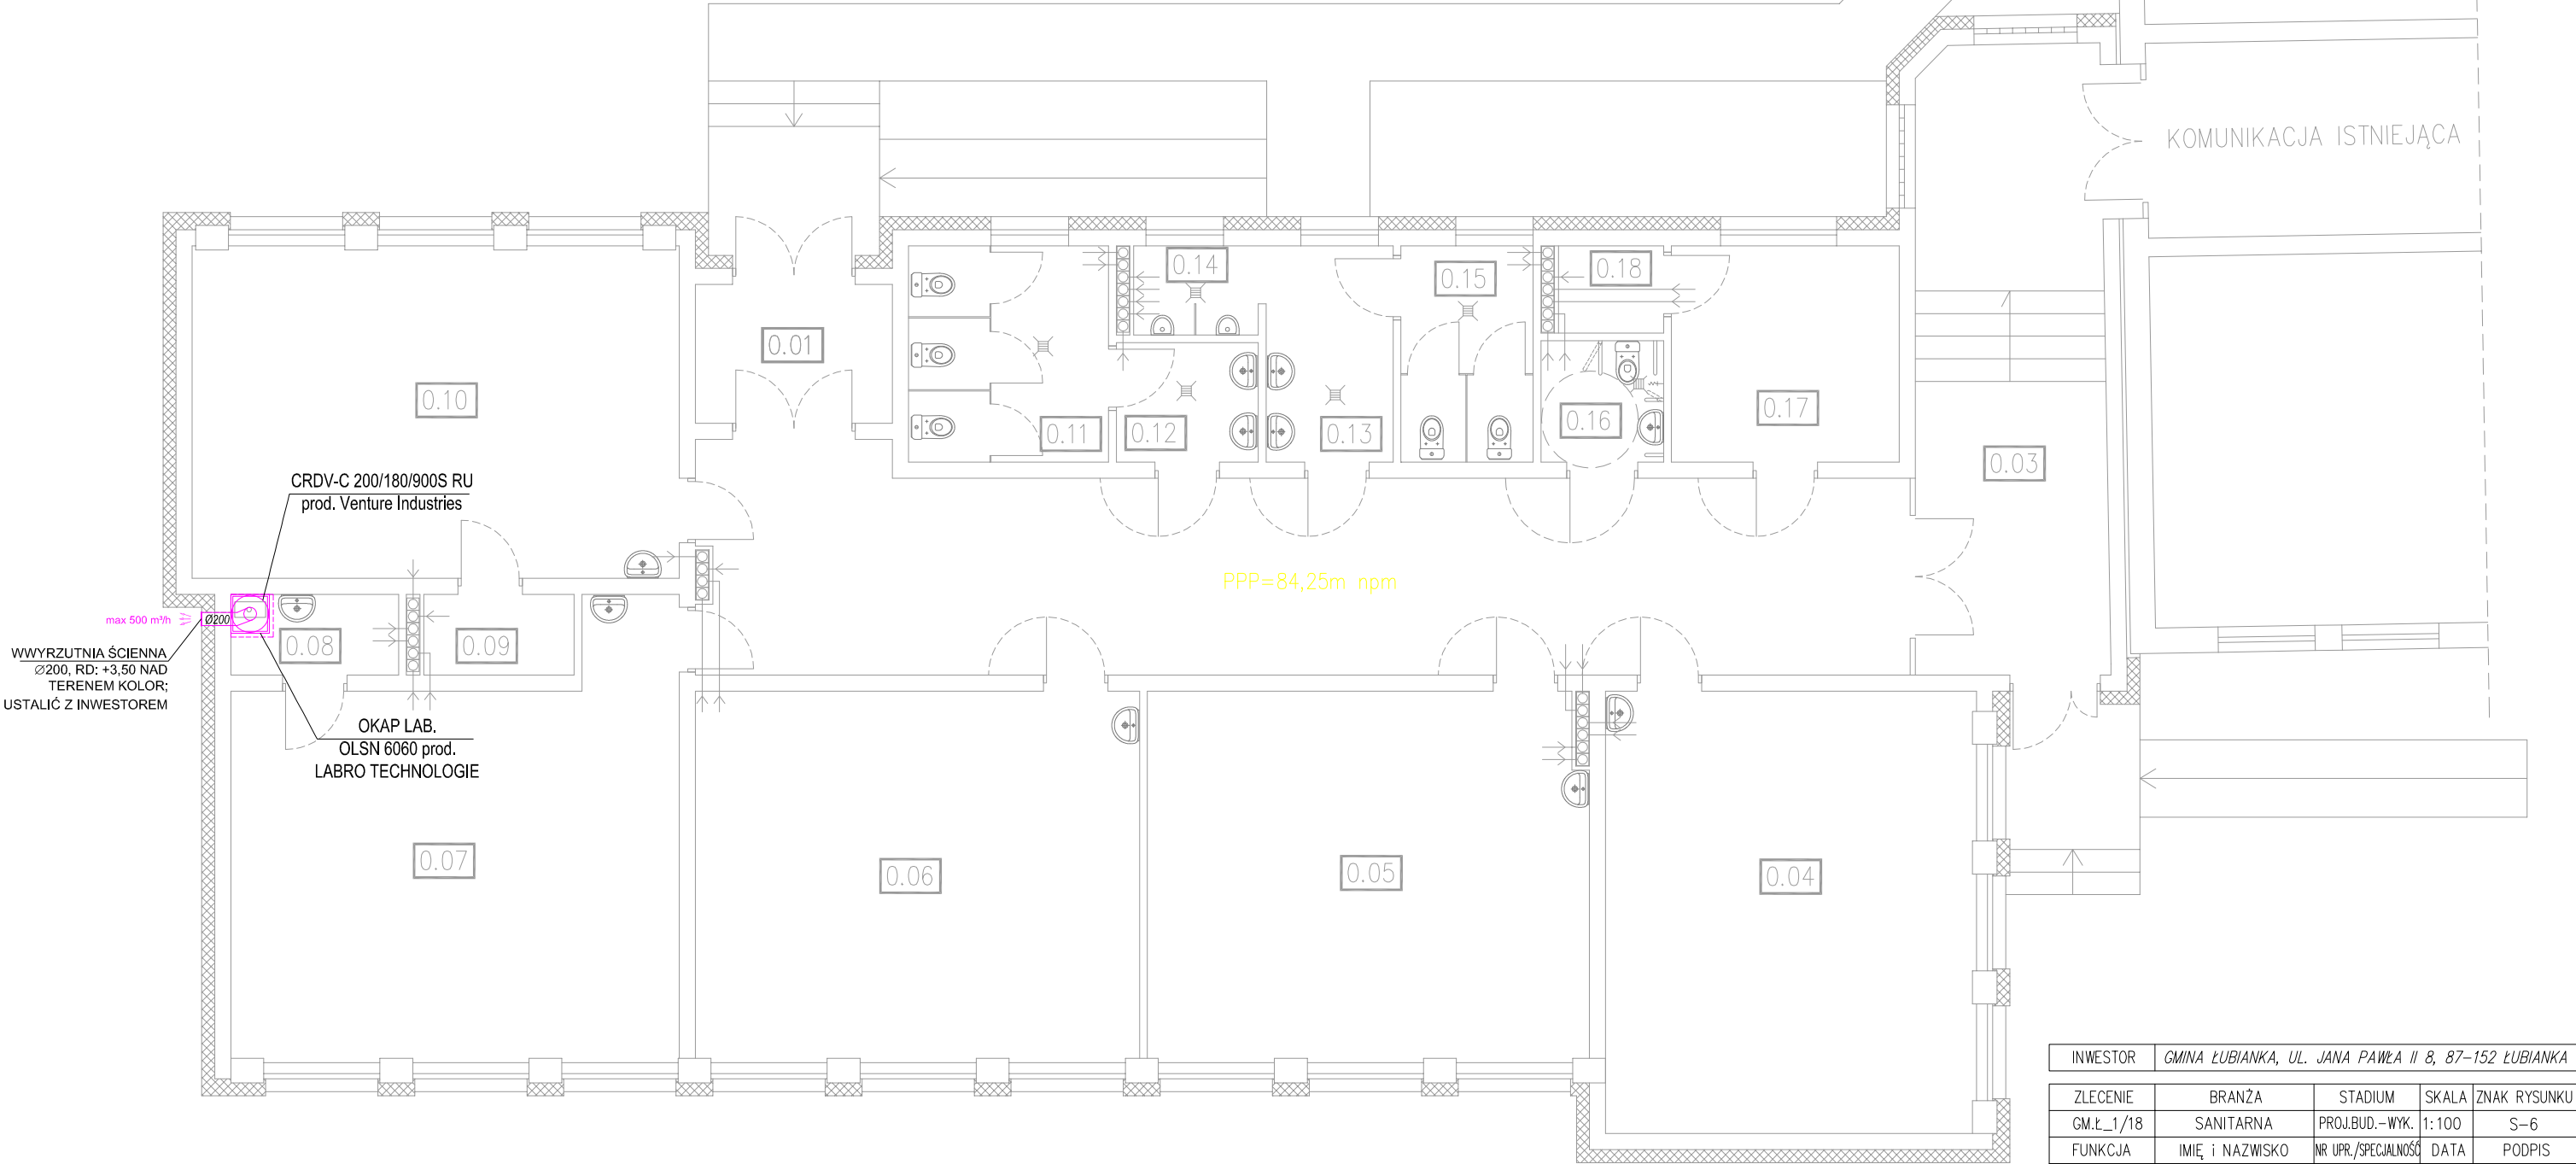 KOMUNIKACJA ISTNIEJĄCA
0.14
0.15
0.18
0.01
0.10
0.11
0.12
0.13
0.16
0.17
0.03
CRDV-C 200/180/900S RU
prod. Venture Industries
PPP=84,25m npm
max 500 m³/h
Ø200
0.08
0.09
WWYRZUTNIA ŚCIENNA
Ø200, RD: +3,50 NAD
TERENEM KOLOR;
USTALIĆ Z INWESTOREM
OKAP LAB.
OLSN 6060 prod.
LABRO TECHNOLOGIE
0.07
0.06
0.05
0.04
INWESTOR GMINA ŁUBIANKA, UL. JANA PAWŁA II 8, 87-152 ŁUBIANKA
ZLECENIE BRANŻA STADIUM SKALA ZNAK RYSUNKU
GM.Ł_1/18 SANITARNA PROJ.BUD.-WYK. 1:100 S-6
FUNKCJA IMIĘ i NAZWISKO NR UPR./SPECJALNOŚĆ DATA PODPIS